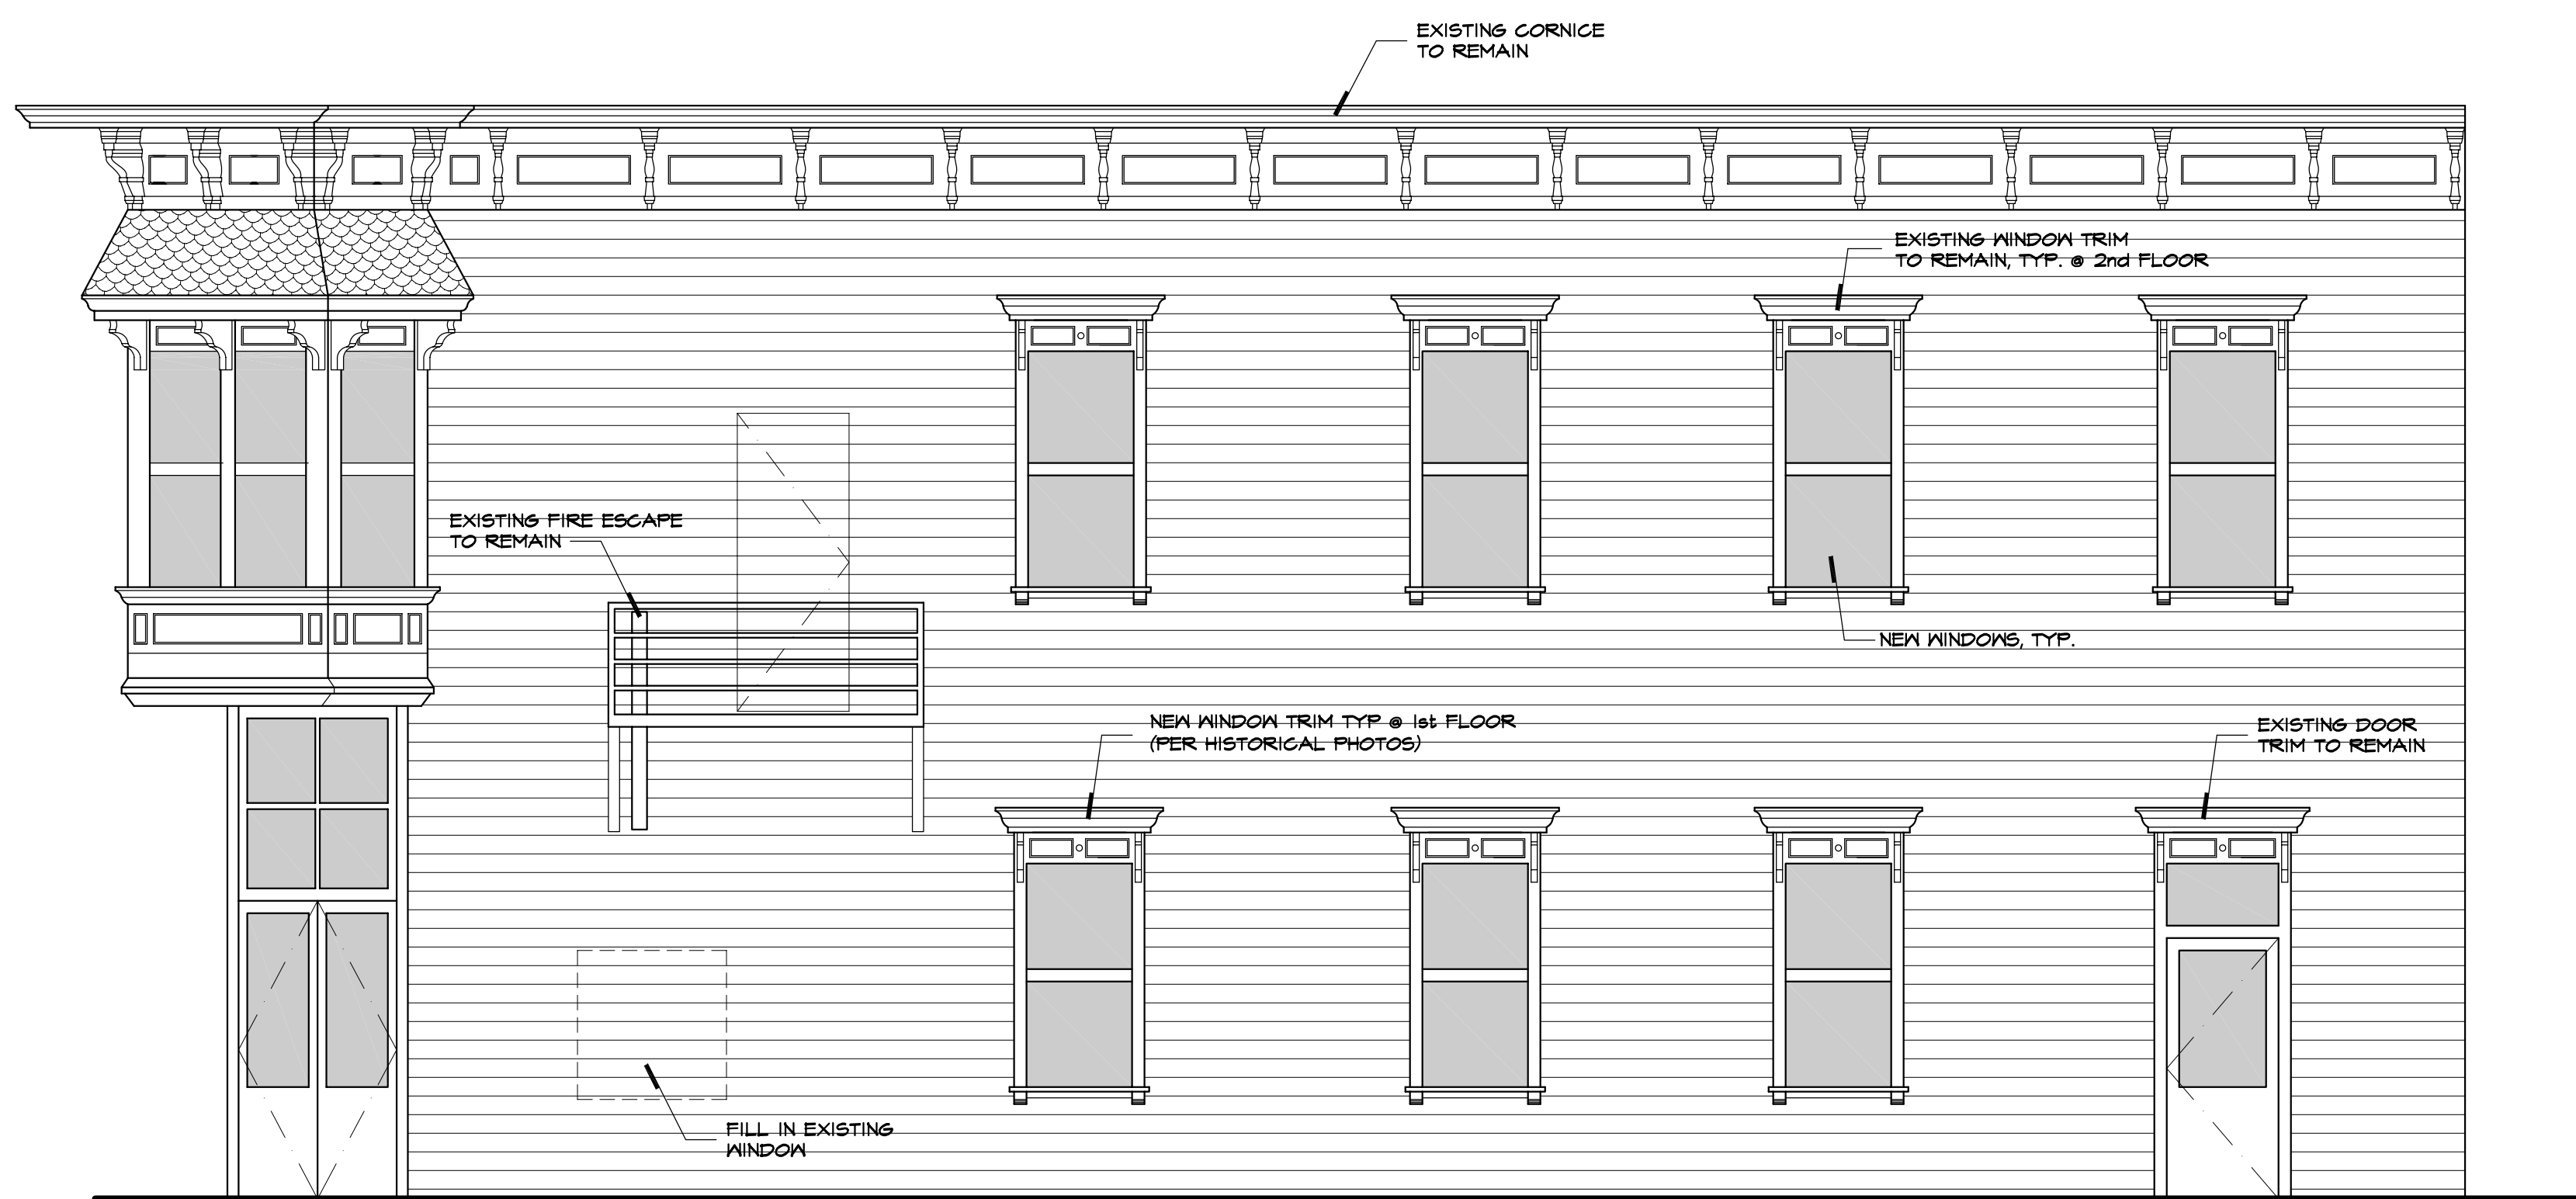 EXISTING CORNICE
TO REMAIN
EXISTING WINDOW TRIM
TO REMAIN, TYP. @ 2nd FLOOR
EXISTING FIRE ESCAPE
TO REMAIN
NEW WINDOWS, TYP.
NEW WINDOW TRIM TYP @ 1st FLOOR
(PER HISTORICAL PHOTOS)
EXISTING DOOR
TRIM TO REMAIN
FILL IN EXISTING
WINDOW